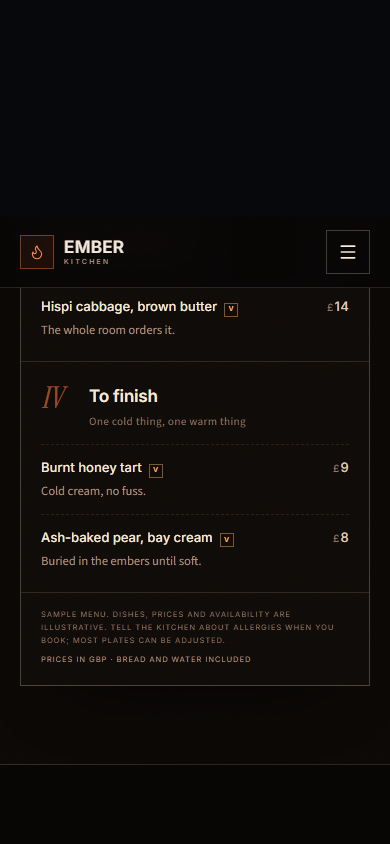 EMBER
KITCHEN
Hispi cabbage, brown butter V £14
The whole room orders it.
IV To finish
One cold thing, one warm thing
Burnt honey tart V £9
Cold cream, no fuss.
Ash-baked pear, bay cream V £8
Buried in the embers until soft.
SAMPLE MENU. DISHES, PRICES AND AVAILABILITY ARE
ILLUSTRATIVE. TELL THE KITCHEN ABOUT ALLERGIES WHEN YOU
BOOK; MOST PLATES CAN BE ADJUSTED.
PRICES IN GBP · BREAD AND WATER INCLUDED